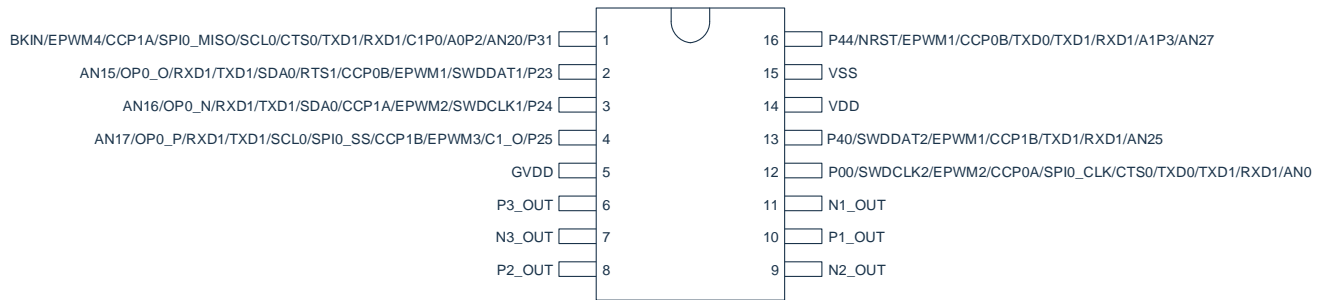 BKIN/EPWM4/CCP1A/SPI0_MISO/SCL0/CTS0/TXD1/RXD1/C1P0/A0P2/AN20/P31 1 16 P44/NRST/EPWM1/CCP0B/TXD0/TXD1/RXD1/A1P3/AN27
AN15/OP0_O/RXD1/TXD1/SDA0/RTS1/CCP0B/EPWM1/SWDDAT1/P23 2 15 VSS
AN16/OP0_N/RXD1/TXD1/SDA0/CCP1A/EPWM2/SWDCLK1/P24 3 14 VDD
AN17/OP0_P/RXD1/TXD1/SCL0/SPI0_SS/CCP1B/EPWM3/C1_O/P25 4 13 P40/SWDDAT2/EPWM1/CCP1B/TXD1/RXD1/AN25
GVDD 5 12 P00/SWDCLK2/EPWM2/CCP0A/SPI0_CLK/CTS0/TXD0/TXD1/RXD1/AN0
P3_OUT 6 11 N1_OUT
N3_OUT 7 10 P1_OUT
P2_OUT 8 9 N2_OUT